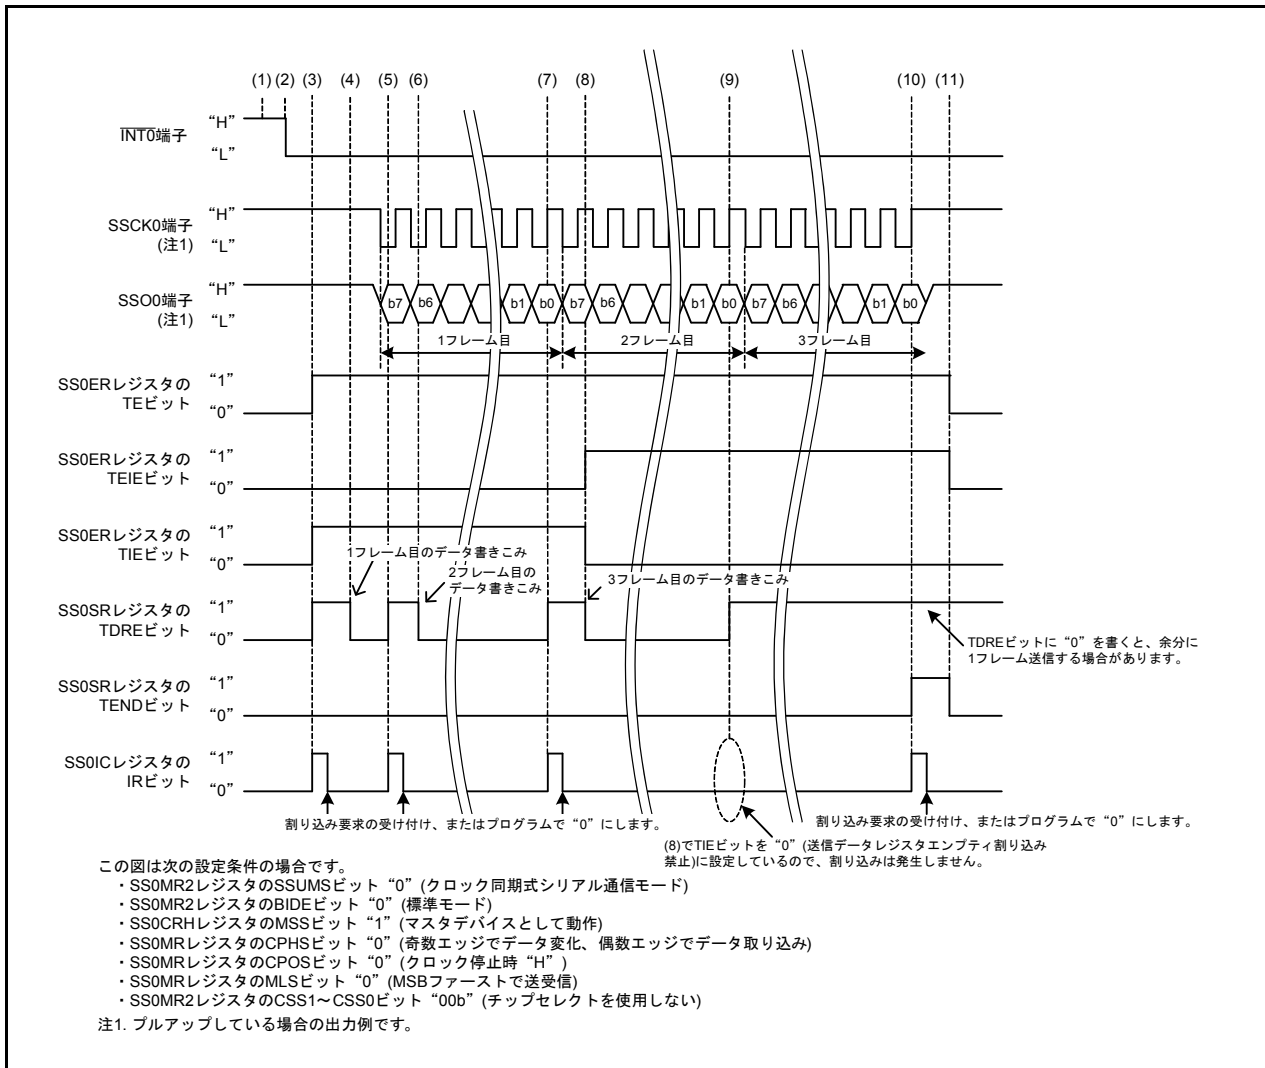 (1) (2) (3) (4) (5) (6) (7) (8) (9) (10) (11)
INT0端子 “H” “L”
SSCK0端子 (注1) “H” “L”
SSO0端子 (注1) “H” “L”
b7 b6 b1 b0 b7 b6 b1 b0 b7 b6 b1 b0
1フレーム目 2フレーム目 3フレーム目
SS0ERレジスタの TEビット “1” “0”
SS0ERレジスタの TEIEビット “1” “0”
SS0ERレジスタの TIEビット “1” “0”
1フレーム目のデータ書きこみ
2フレーム目の
データ書きこみ
3フレーム目のデータ書きこみ
SS0SRレジスタの TDREビット “1” “0”
TDREビットに“0”を書くと、余分に
1フレーム送信する場合があります。
SS0SRレジスタの TENDビット “1” “0”
SS0ICレジスタの IRビット “1” “0”
割り込み要求の受け付け、またはプログラムで“0”にします。
割り込み要求の受け付け、またはプログラムで“0”にします。
(8)でTIEビットを“0”(送信データレジスタエンプティ割り込み
禁止)に設定しているので、割り込みは発生しません。
この図は次の設定条件の場合です。
・SS0MR2レジスタのSSUMSビット“0”(クロック同期式シリアル通信モード)
・SS0MR2レジスタのBIDEビット“0”(標準モード)
・SS0CRHレジスタのMSSビット“1”(マスタデバイスとして動作)
・SS0MRレジスタのCPHSビット“0”(奇数エッジでデータ変化、偶数エッジでデータ取り込み)
・SS0MRレジスタのCPOSビット“0”(クロック停止時“H”)
・SS0MRレジスタのMLSビット“0”(MSBファーストで送受信)
・SS0MR2レジスタのCSS1～CSS0ビット“00b”(チップセレクトを使用しない)
注1. プルアップしている場合の出力例です。